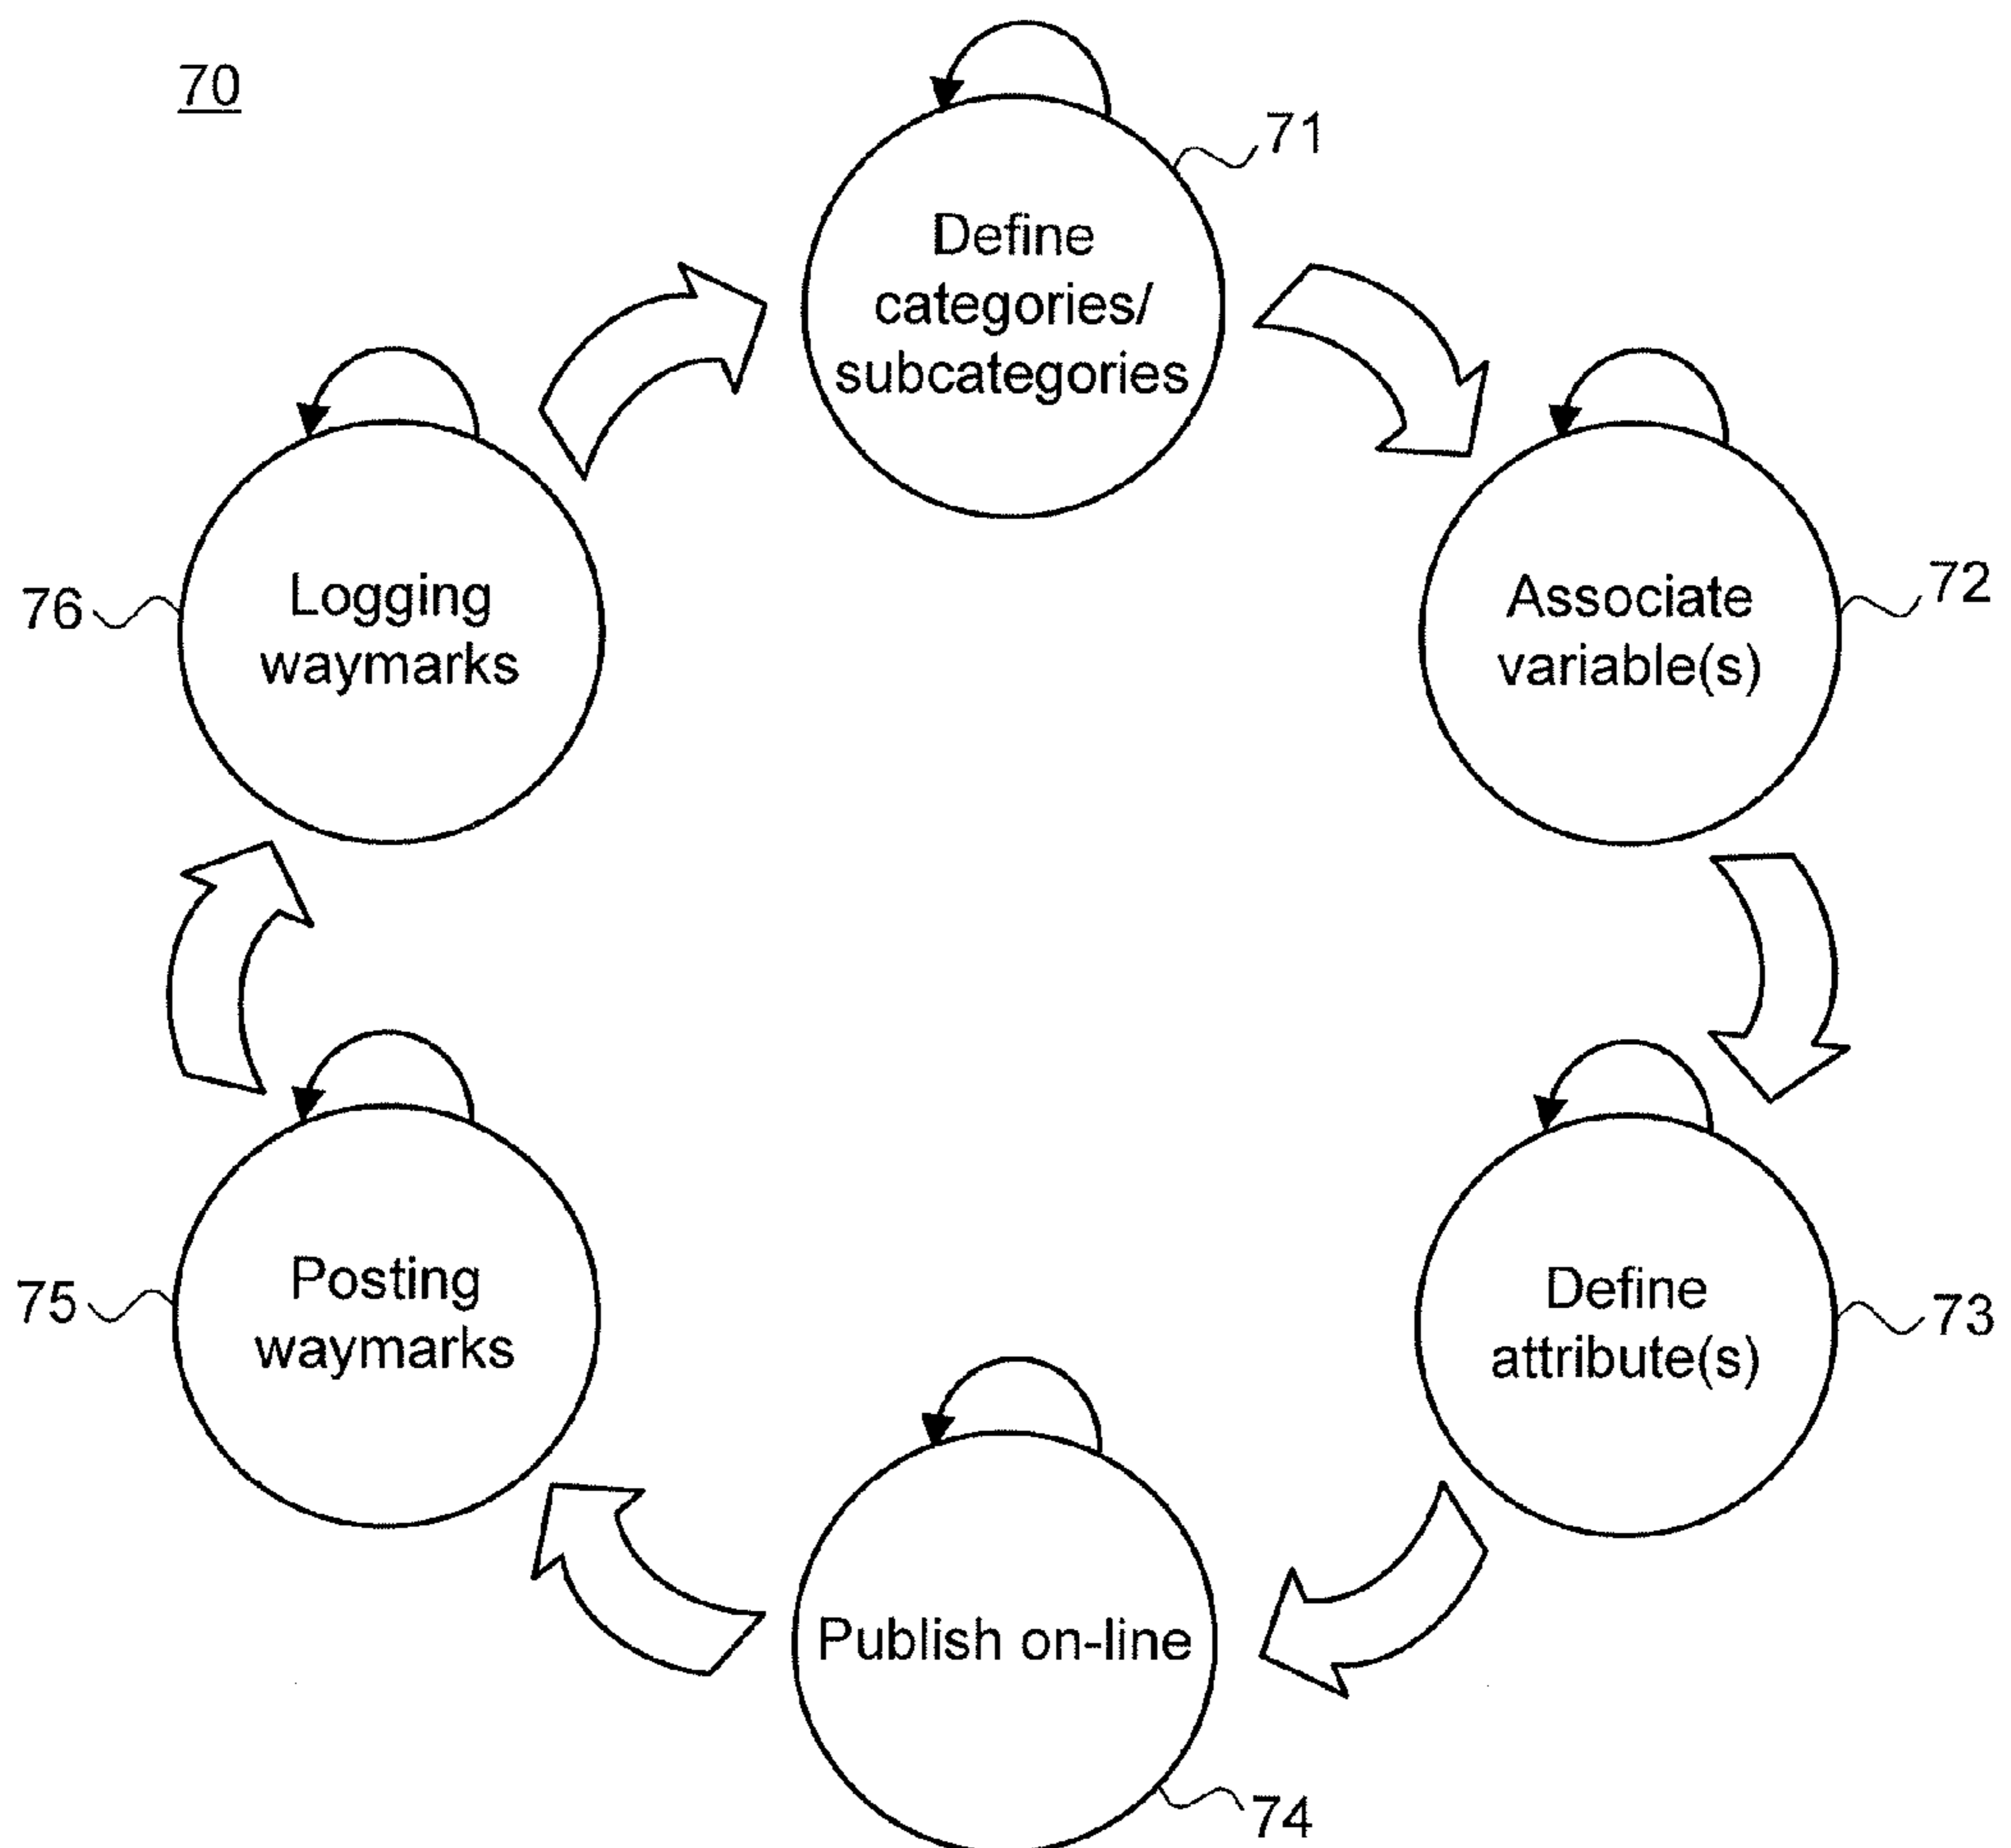 70
71
Define
categories/
subcategories
72
Associate
variable(s)
73
Define
attribute(s)
74
Publish on-line
75
Posting
waymarks
76
Logging
waymarks